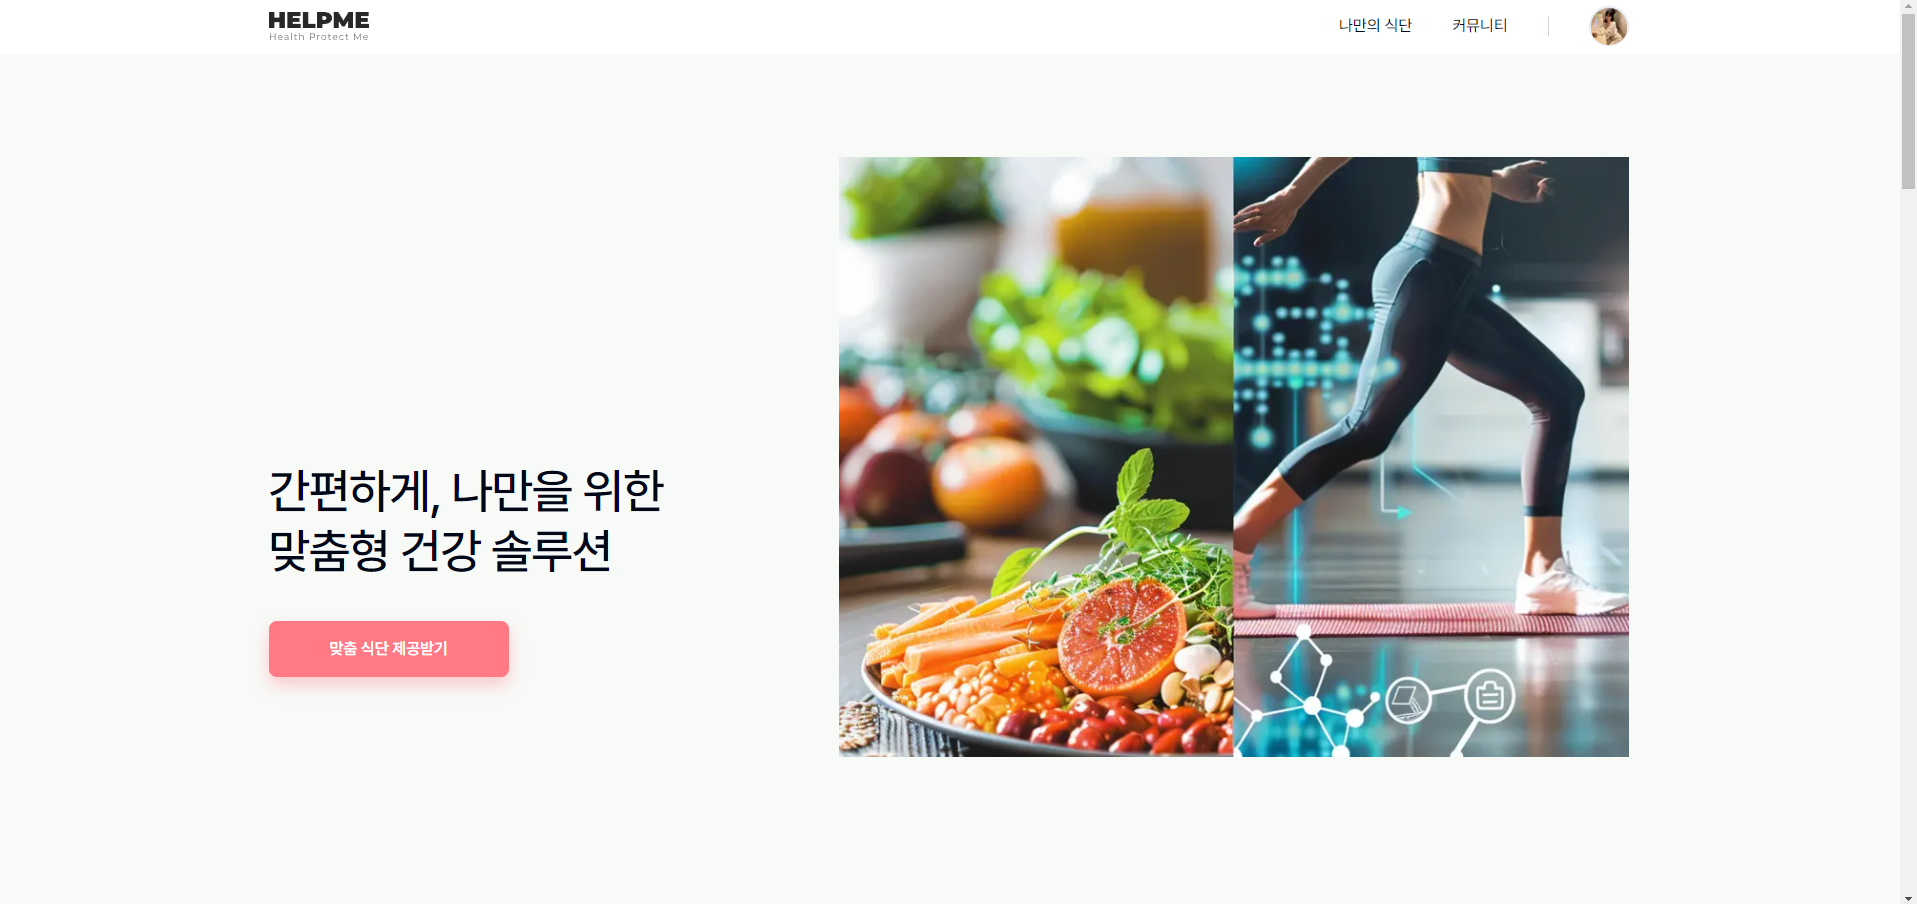 HELPME
Health Protect Me
나만의 식단
커뮤니티
간편하게, 나만을 위한
맞춤형 건강 솔루션
맞춤 식단 제공받기